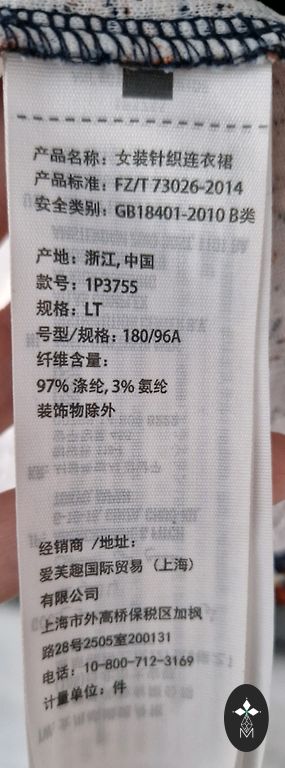 产品名称：女装针织连衣裙
产品标准：FZ/T 73026-2014
安全类别：GB18401-2010 B类
产地：浙江, 中国
款号：1P3755
规格：LT
号型/规格：180/96A
纤维含量：
97% 涤纶, 3% 氨纶
装饰物除外
经销商 /地址：
爱芙趣国际贸易（上海）
有限公司
上海市外高桥保税区加枫
路28号2505室200131
电话：10-800-712-3169
计量单位：件
M